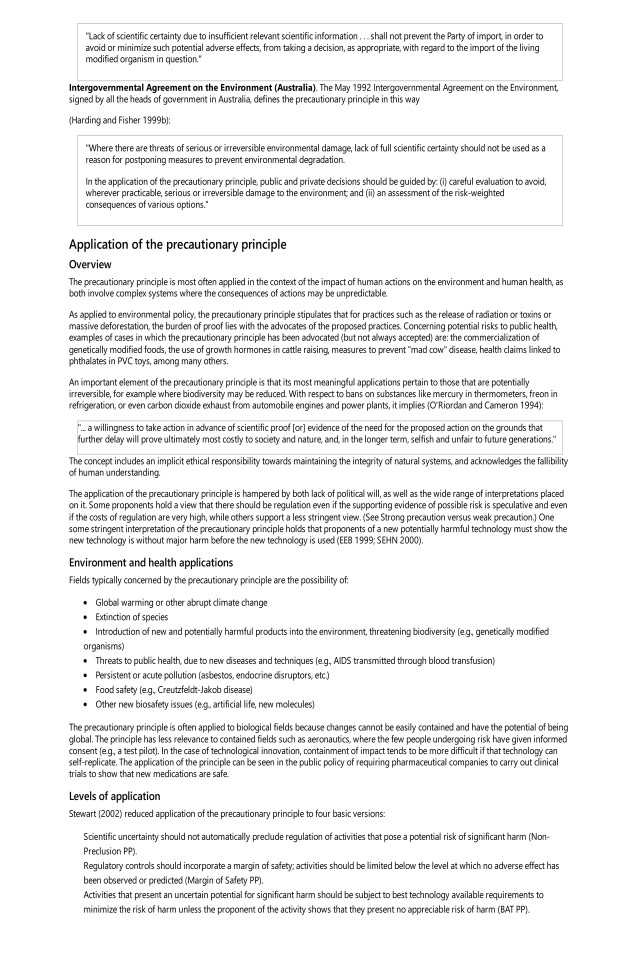 "Lack of scientific certainty due to insufficient relevant scientific information . . . shall not prevent the Party of import, in order to
avoid or minimize such potential adverse effects, from taking a decision, as appropriate, with regard to the import of the living
modified organism in question."
Intergovernmental Agreement on the Environment (Australia). The May 1992 Intergovernmental Agreement on the Environment,
signed by all the heads of government in Australia, defines the precautionary principle in this way
(Harding and Fisher 1999b):
"Where there are threats of serious or irreversible environmental damage, lack of full scientific certainty should not be used as a
reason for postponing measures to prevent environmental degradation.
In the application of the precautionary principle, public and private decisions should be guided by: (i) careful evaluation to avoid,
wherever practicable, serious or irreversible damage to the environment; and (ii) an assessment of the risk-weighted
consequences of various options."
Application of the precautionary principle
Overview
The precautionary principle is most often applied in the context of the impact of human actions on the environment and human health, as
both involve complex systems where the consequences of actions may be unpredictable.
As applied to environmental policy, the precautionary principle stipulates that for practices such as the release of radiation or toxins or
massive deforestation, the burden of proof lies with the advocates of the proposed practices. Concerning potential risks to public health,
examples of cases in which the precautionary principle has been advocated (but not always accepted) are: the commercialization of
genetically modified foods, the use of growth hormones in cattle raising, measures to prevent "mad cow" disease, health claims linked to
phthalates in PVC toys, among many others.
An important element of the precautionary principle is that its most meaningful applications pertain to those that are potentially
irreversible, for example where biodiversity may be reduced. With respect to bans on substances like mercury in thermometers, freon in
refrigeration, or even carbon dioxide exhaust from automobile engines and power plants, it implies (O'Riordan and Cameron 1994):
"... a willingness to take action in advance of scientific proof [or] evidence of the need for the proposed action on the grounds that
further delay will prove ultimately most costly to society and nature, and, in the longer term, selfish and unfair to future generations."
The concept includes an implicit ethical responsibility towards maintaining the integrity of natural systems, and acknowledges the fallibility
of human understanding.
The application of the precautionary principle is hampered by both lack of political will, as well as the wide range of interpretations placed
on it. Some proponents hold a view that there should be regulation even if the supporting evidence of possible risk is speculative and even
if the costs of regulation are very high, while others support a less stringent view. (See Strong precaution versus weak precaution.) One
some stringent interpretation of the precautionary principle holds that proponents of a new potentially harmful technology must show the
new technology is without major harm before the new technology is used (EEB 1999; SEHN 2000).
Environment and health applications
Fields typically concerned by the precautionary principle are the possibility of:
• Global warming or other abrupt climate change
• Extinction of species
• Introduction of new and potentially harmful products into the environment, threatening biodiversity (e.g., genetically modified
organisms)
• Threats to public health, due to new diseases and techniques (e.g., AIDS transmitted through blood transfusion)
• Persistent or acute pollution (asbestos, endocrine disruptors, etc.)
• Food safety (e.g., Creutzfeldt-Jakob disease)
• Other new biosafety issues (e.g., artificial life, new molecules)
The precautionary principle is often applied to biological fields because changes cannot be easily contained and have the potential of being
global. The principle has less relevance to contained fields such as aeronautics, where the few people undergoing risk have given informed
consent (e.g., a test pilot). In the case of technological innovation, containment of impact tends to be more difficult if that technology can
self-replicate. The application of the principle can be seen in the public policy of requiring pharmaceutical companies to carry out clinical
trials to show that new medications are safe.
Levels of application
Stewart (2002) reduced application of the precautionary principle to four basic versions:
Scientific uncertainty should not automatically preclude regulation of activities that pose a potential risk of significant harm (Non-
Preclusion PP).
Regulatory controls should incorporate a margin of safety; activities should be limited below the level at which no adverse effect has
been observed or predicted (Margin of Safety PP).
Activities that present an uncertain potential for significant harm should be subject to best technology available requirements to
minimize the risk of harm unless the proponent of the activity shows that they present no appreciable risk of harm (BAT PP).